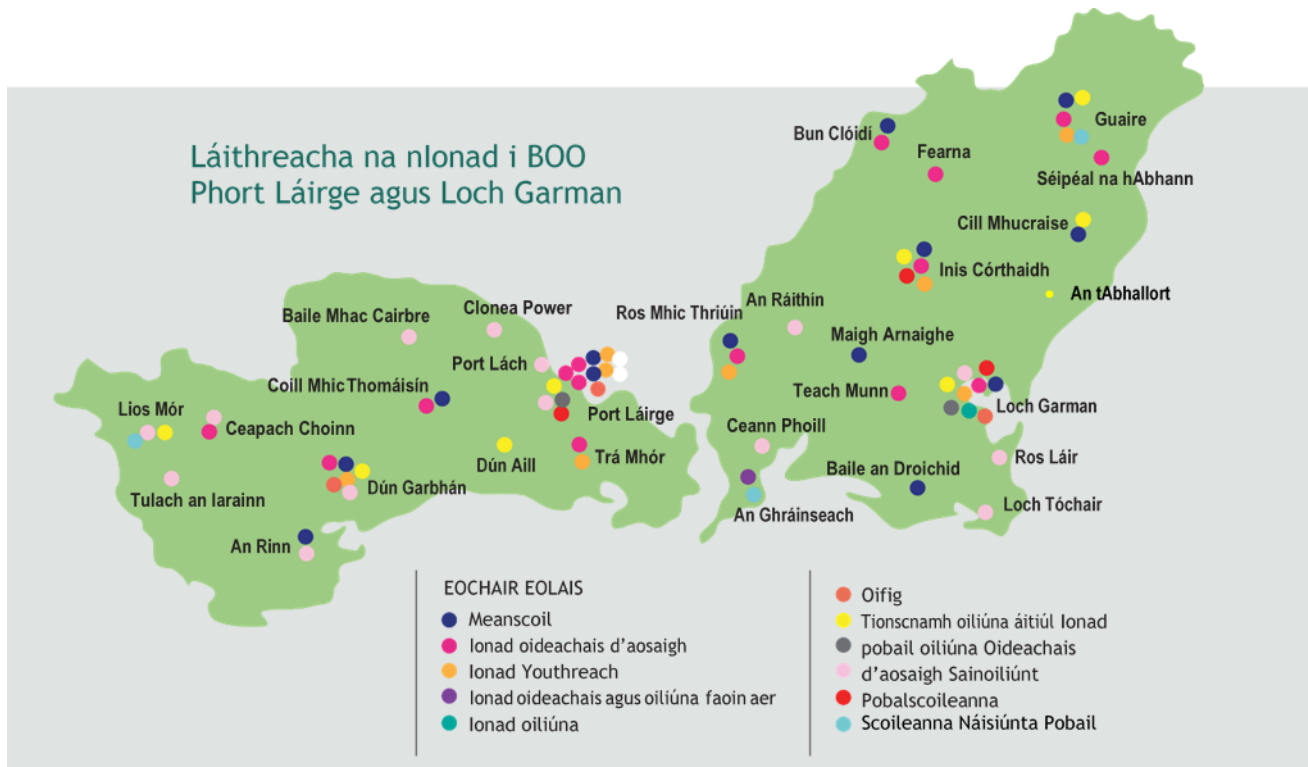 Láithreacha na nIonad i BOO
Phort Láirge agus Loch Garman
Bun Clóidí
Guaire
Fearna
Séipéal na hAbhann
Cill Mhucraise
Inis Córthaidh
An tAbhallort
An Ráithín
Ros Mhic Thriúin
Maigh Arnaighe
Teach Munn
Loch Garman
Ceann Phoill
Ros Láir
Baile an Droichid
Loch Tóchair
An Ghráinseach
Clonea Power
Baile Mhac Cairbre
Port Lách
Coill Mhic Thomáisín
Port Láirge
Lios Mór
Ceapach Choinn
Trá Mhór
Dún Aill
Dún Garbhán
Tulach an Iarainn
An Rinn
EOCHAIR EOLAIS
Meanscoil
Ionad oideachais d'aosaigh
Ionad Youthreach
Ionad oideachais agus oiliúna faoin aer
Ionad oiliúna
Oifig
Tionscnamh oiliúna áitiúl Ionad
pobail oiliúna Oideachais
d'aosaigh Sainoiliúnt
Pobalscoileanna
Scoileanna Náisiúnta Pobail